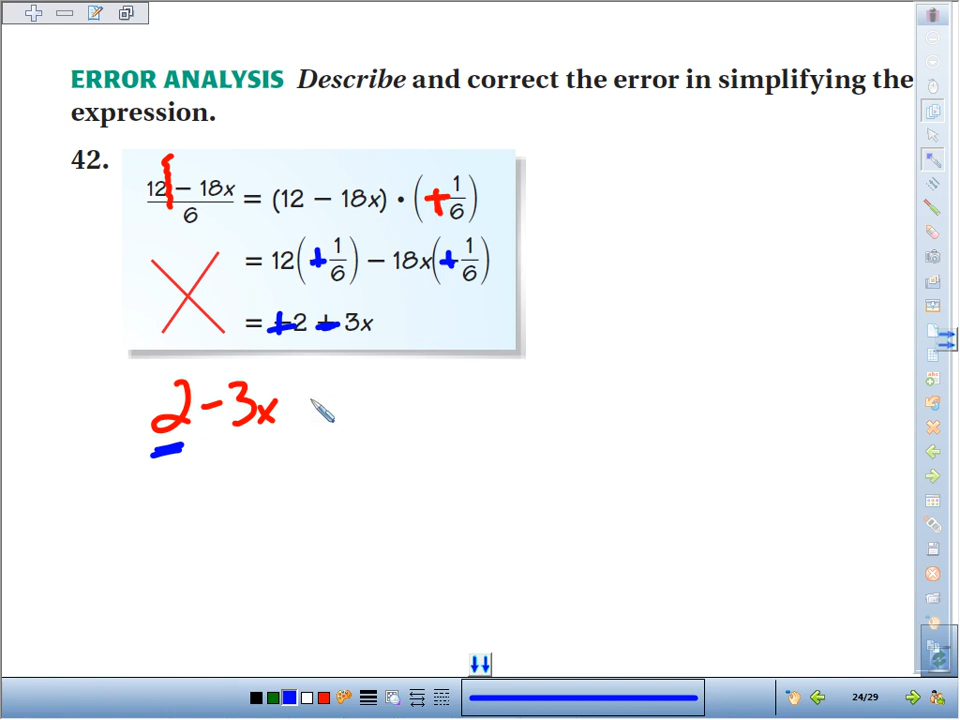 ERROR ANALYSIS Describe and correct the error in simplifying the
expression.
42.
12 − 18x / 6 = (12 − 18x) • (+ 1/6)
= 12(+ 1/6) − 18x(+ 1/6)
= +2 − 3x
2 − 3x
24/29